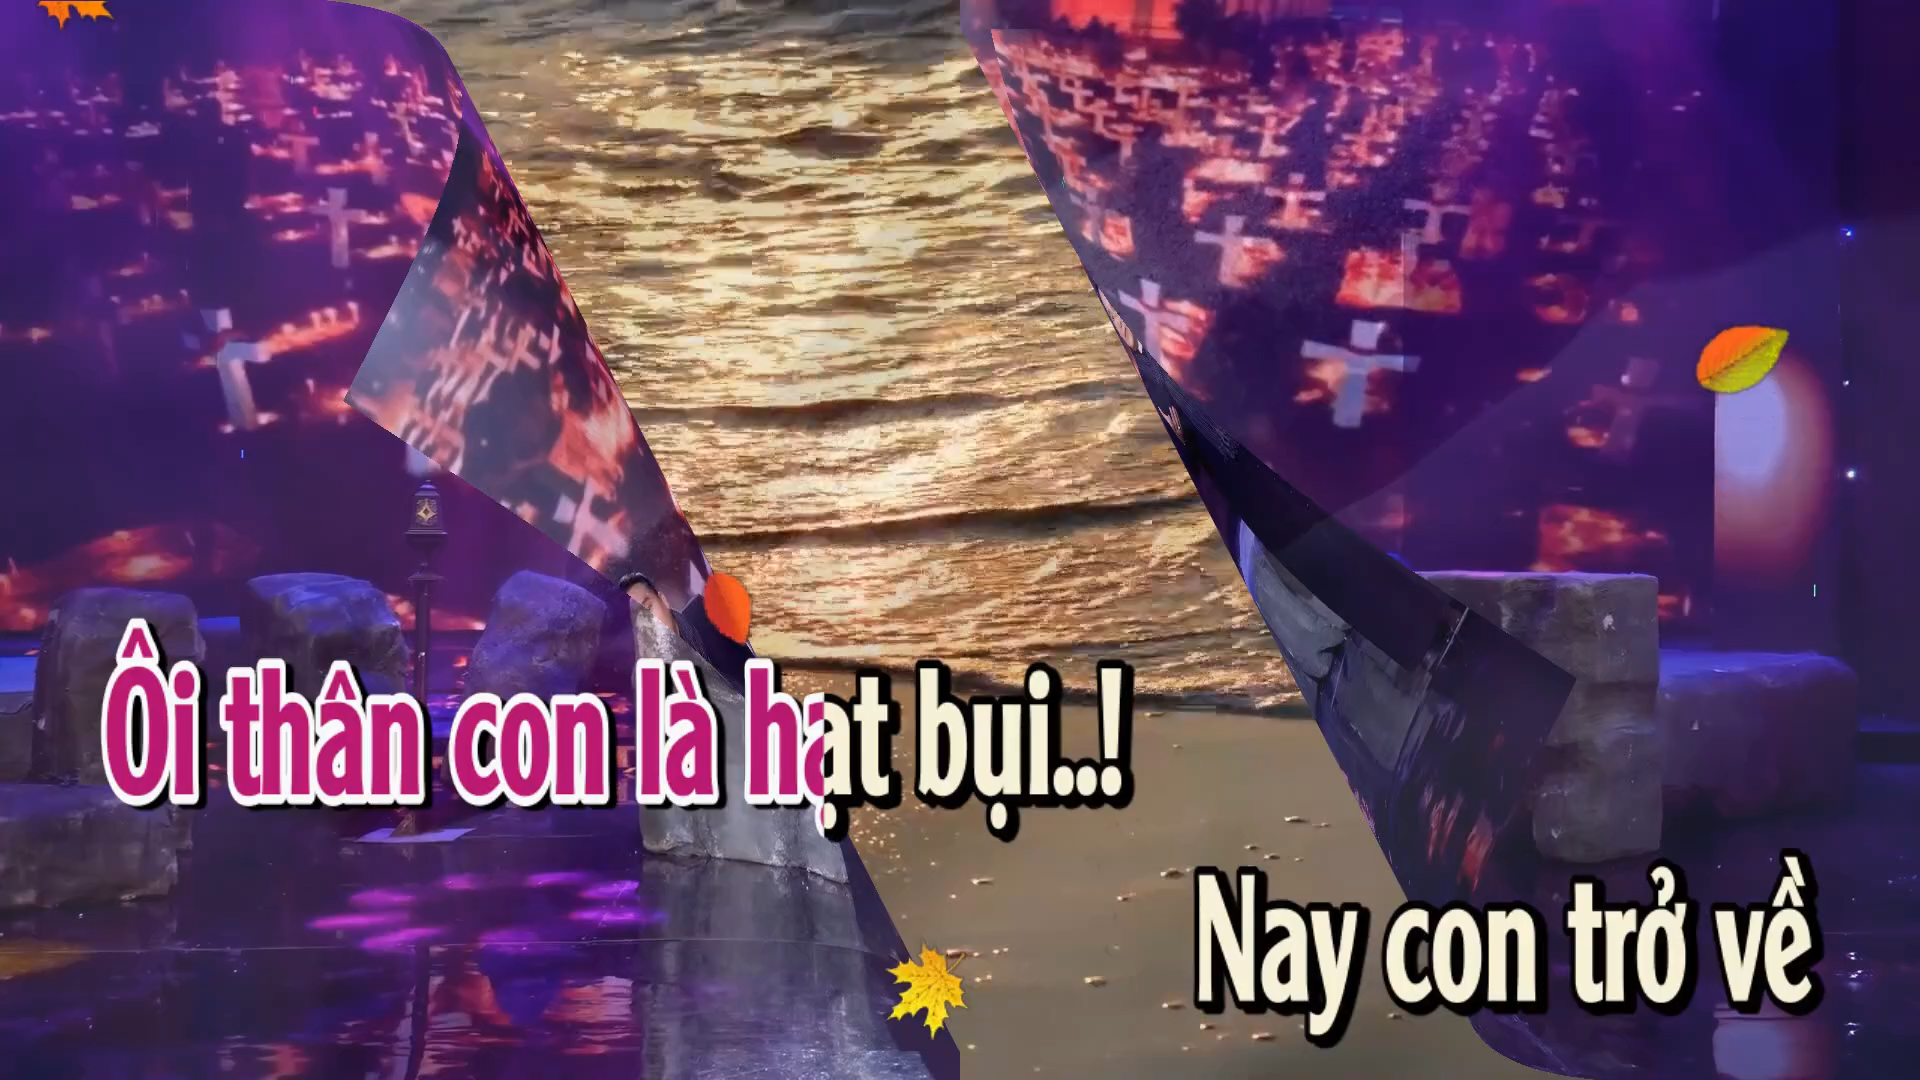 Ôi thân con là hạt bụi..!
Nay con trở về